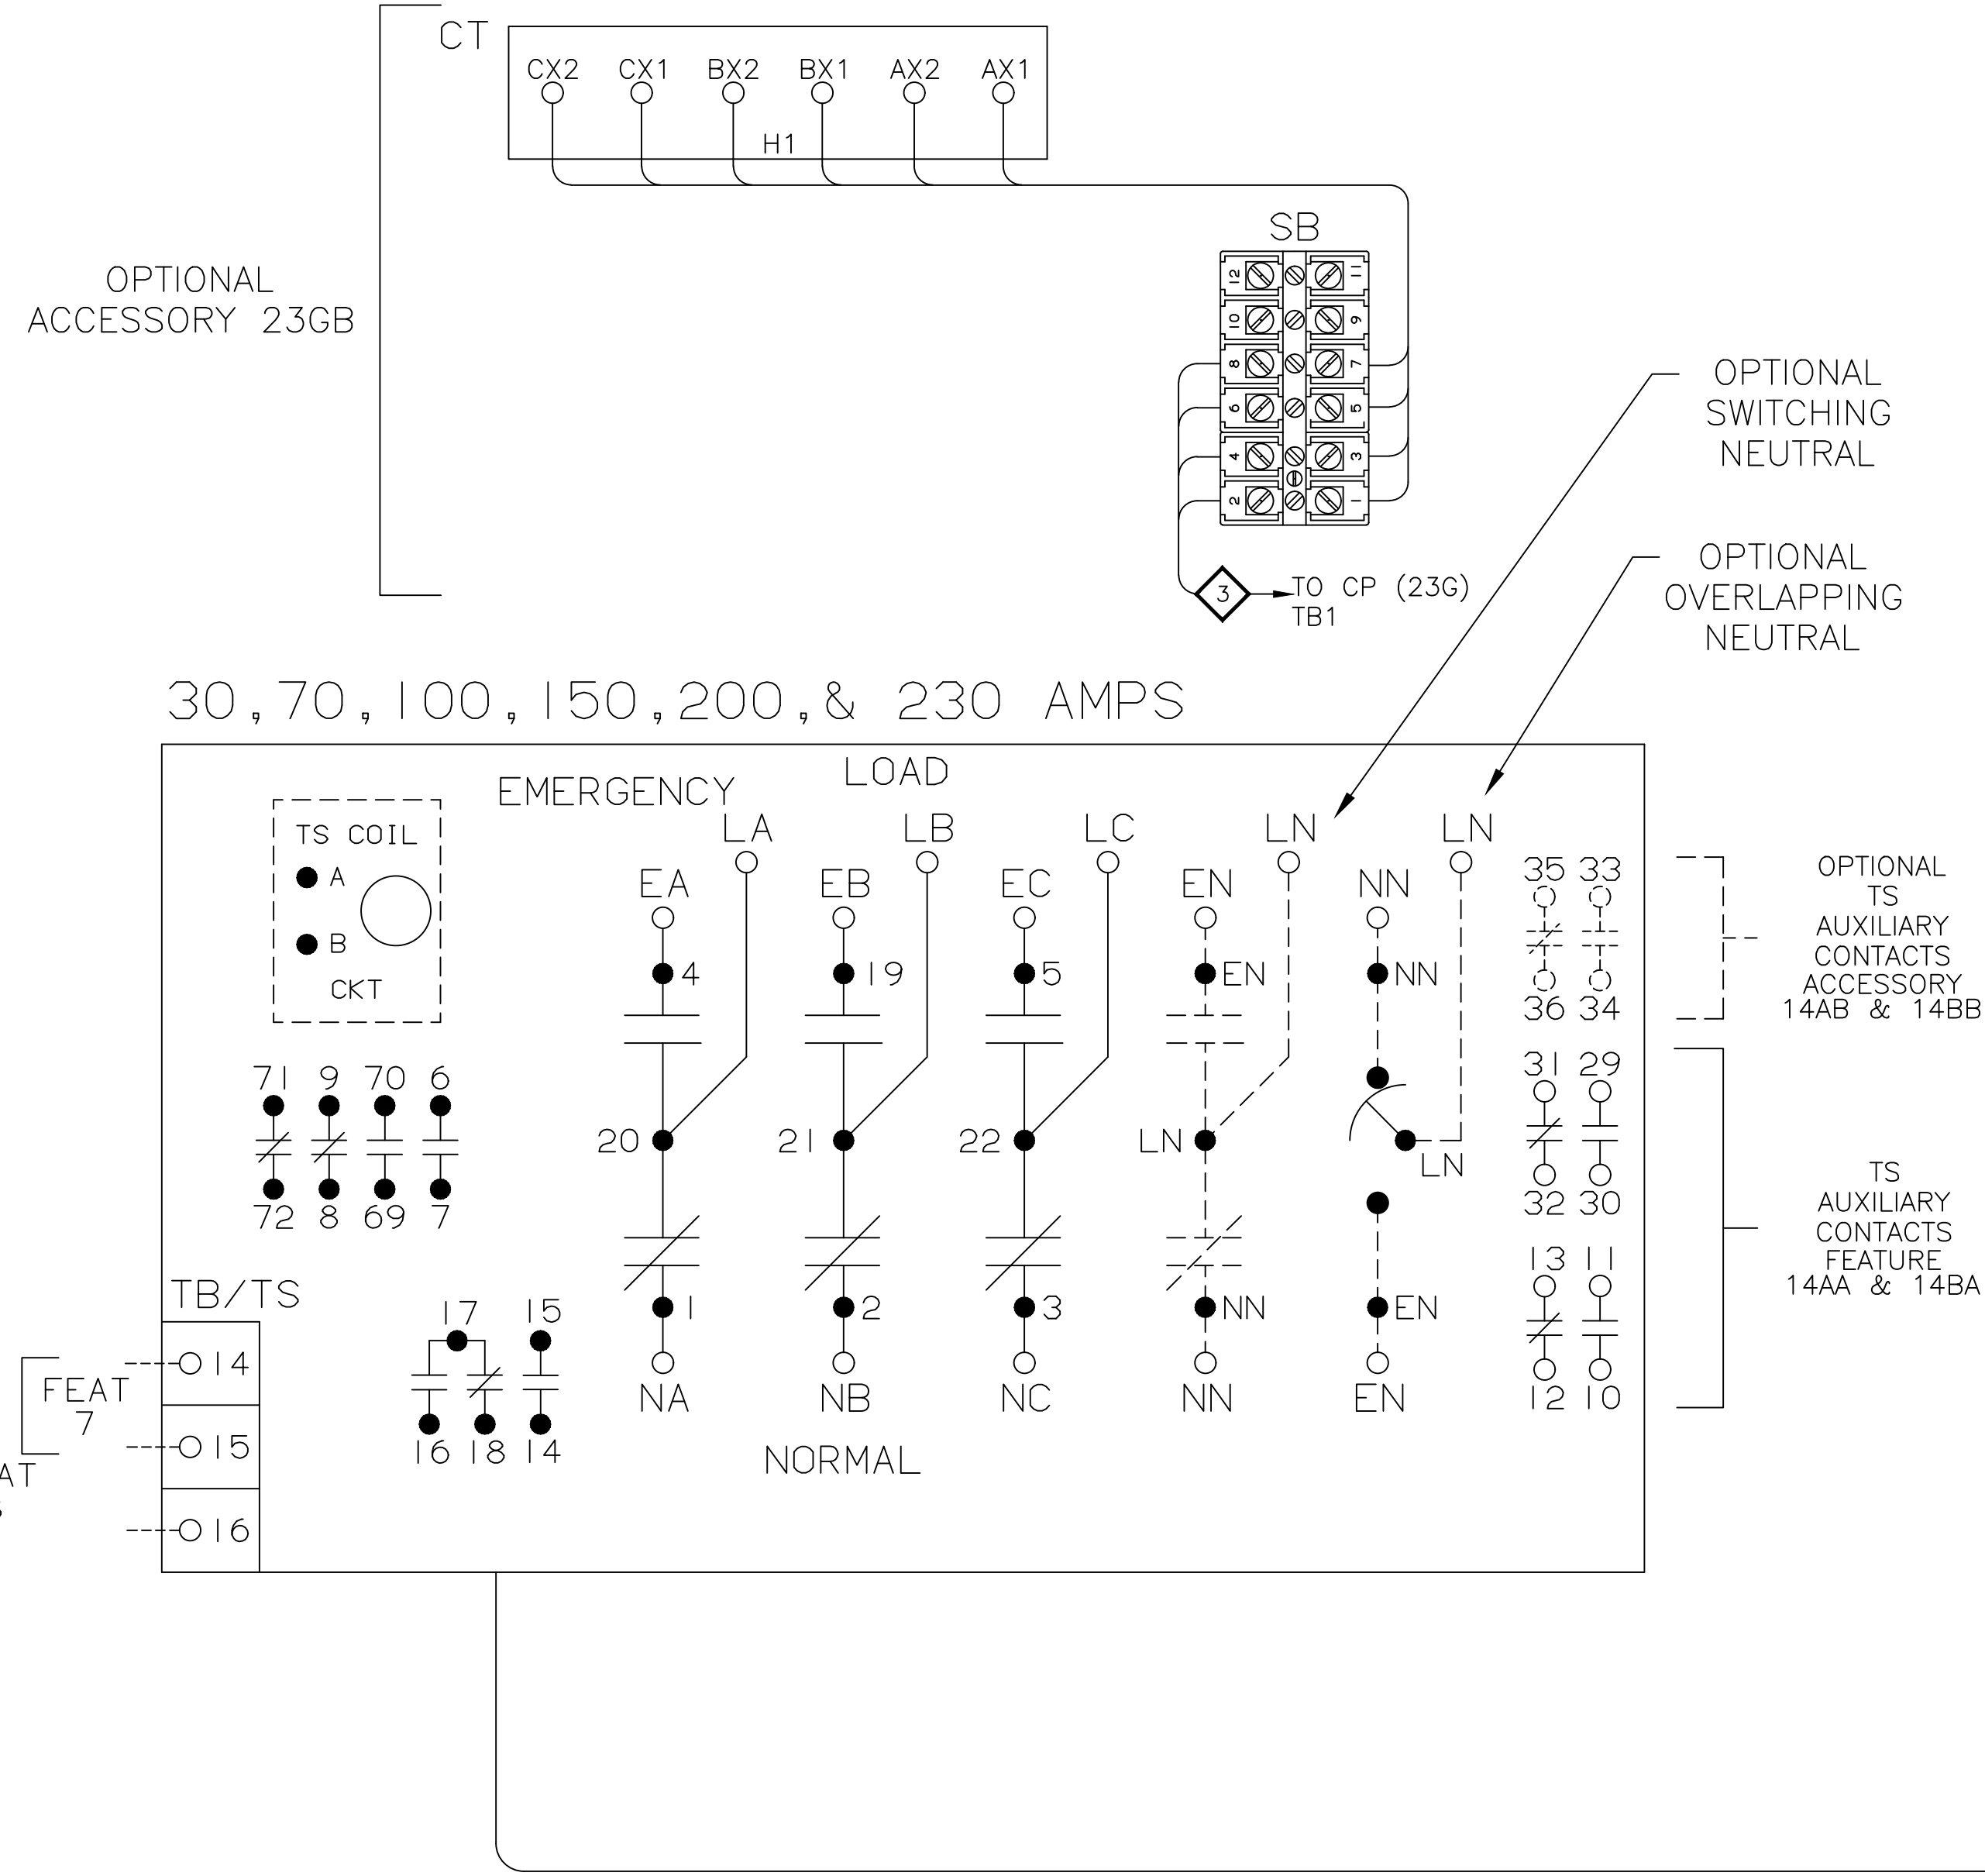 CT
CX2 CX1 BX2 BX1 AX2 AX1
H1
OPTIONAL
ACCESSORY 23GB
SB
12 11
10 9
8 7
6 5
4 3
2 1
3
TO CP (23G)
TB1
OPTIONAL
SWITCHING
NEUTRAL
OPTIONAL
OVERLAPPING
NEUTRAL
30,70,100,150,200,& 230 AMPS
EMERGENCY
LOAD
TS COIL
A
B
CKT
LA LB LC LN LN
EA EB EC EN NN
4 19 5 EN NN
35 33
36 34
OPTIONAL
TS
AUXILIARY
CONTACTS
ACCESSORY
14AB & 14BB
71 9 70 6
72 8 69 7
20 21 22 LN LN
31 29
32 30
13 11
12 10
TS
AUXILIARY
CONTACTS
FEATURE
14AA & 14BA
TB/TS
14
15
16
FEAT
7
AT
17 15
16 18 14
1 2 3 NN EN
NA NB NC NN EN
NORMAL